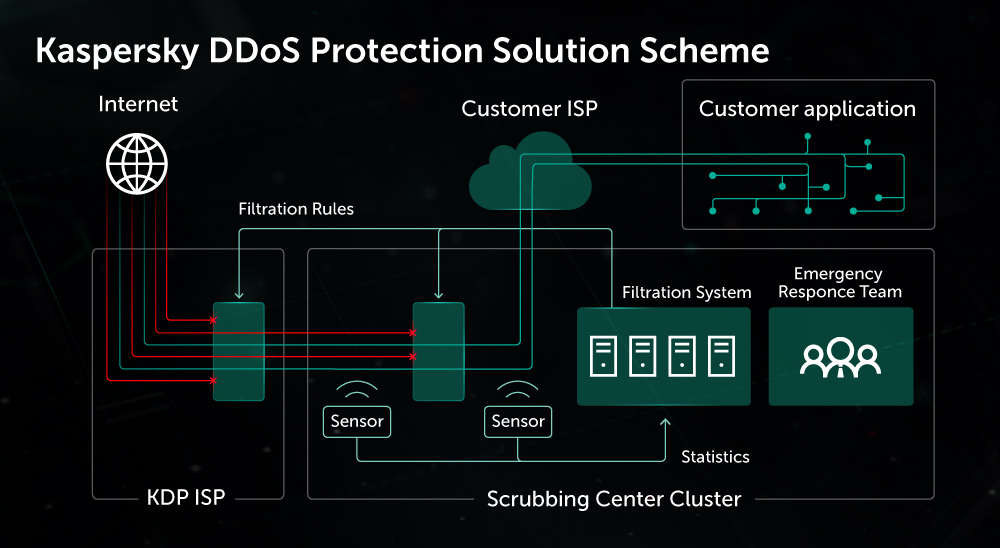 Kaspersky DDoS Protection Solution Scheme
Internet
Customer ISP
Customer application
Filtration Rules
Filtration System
Emergency
Responce Team
Sensor
Sensor
Statistics
KDP ISP
Scrubbing Center Cluster